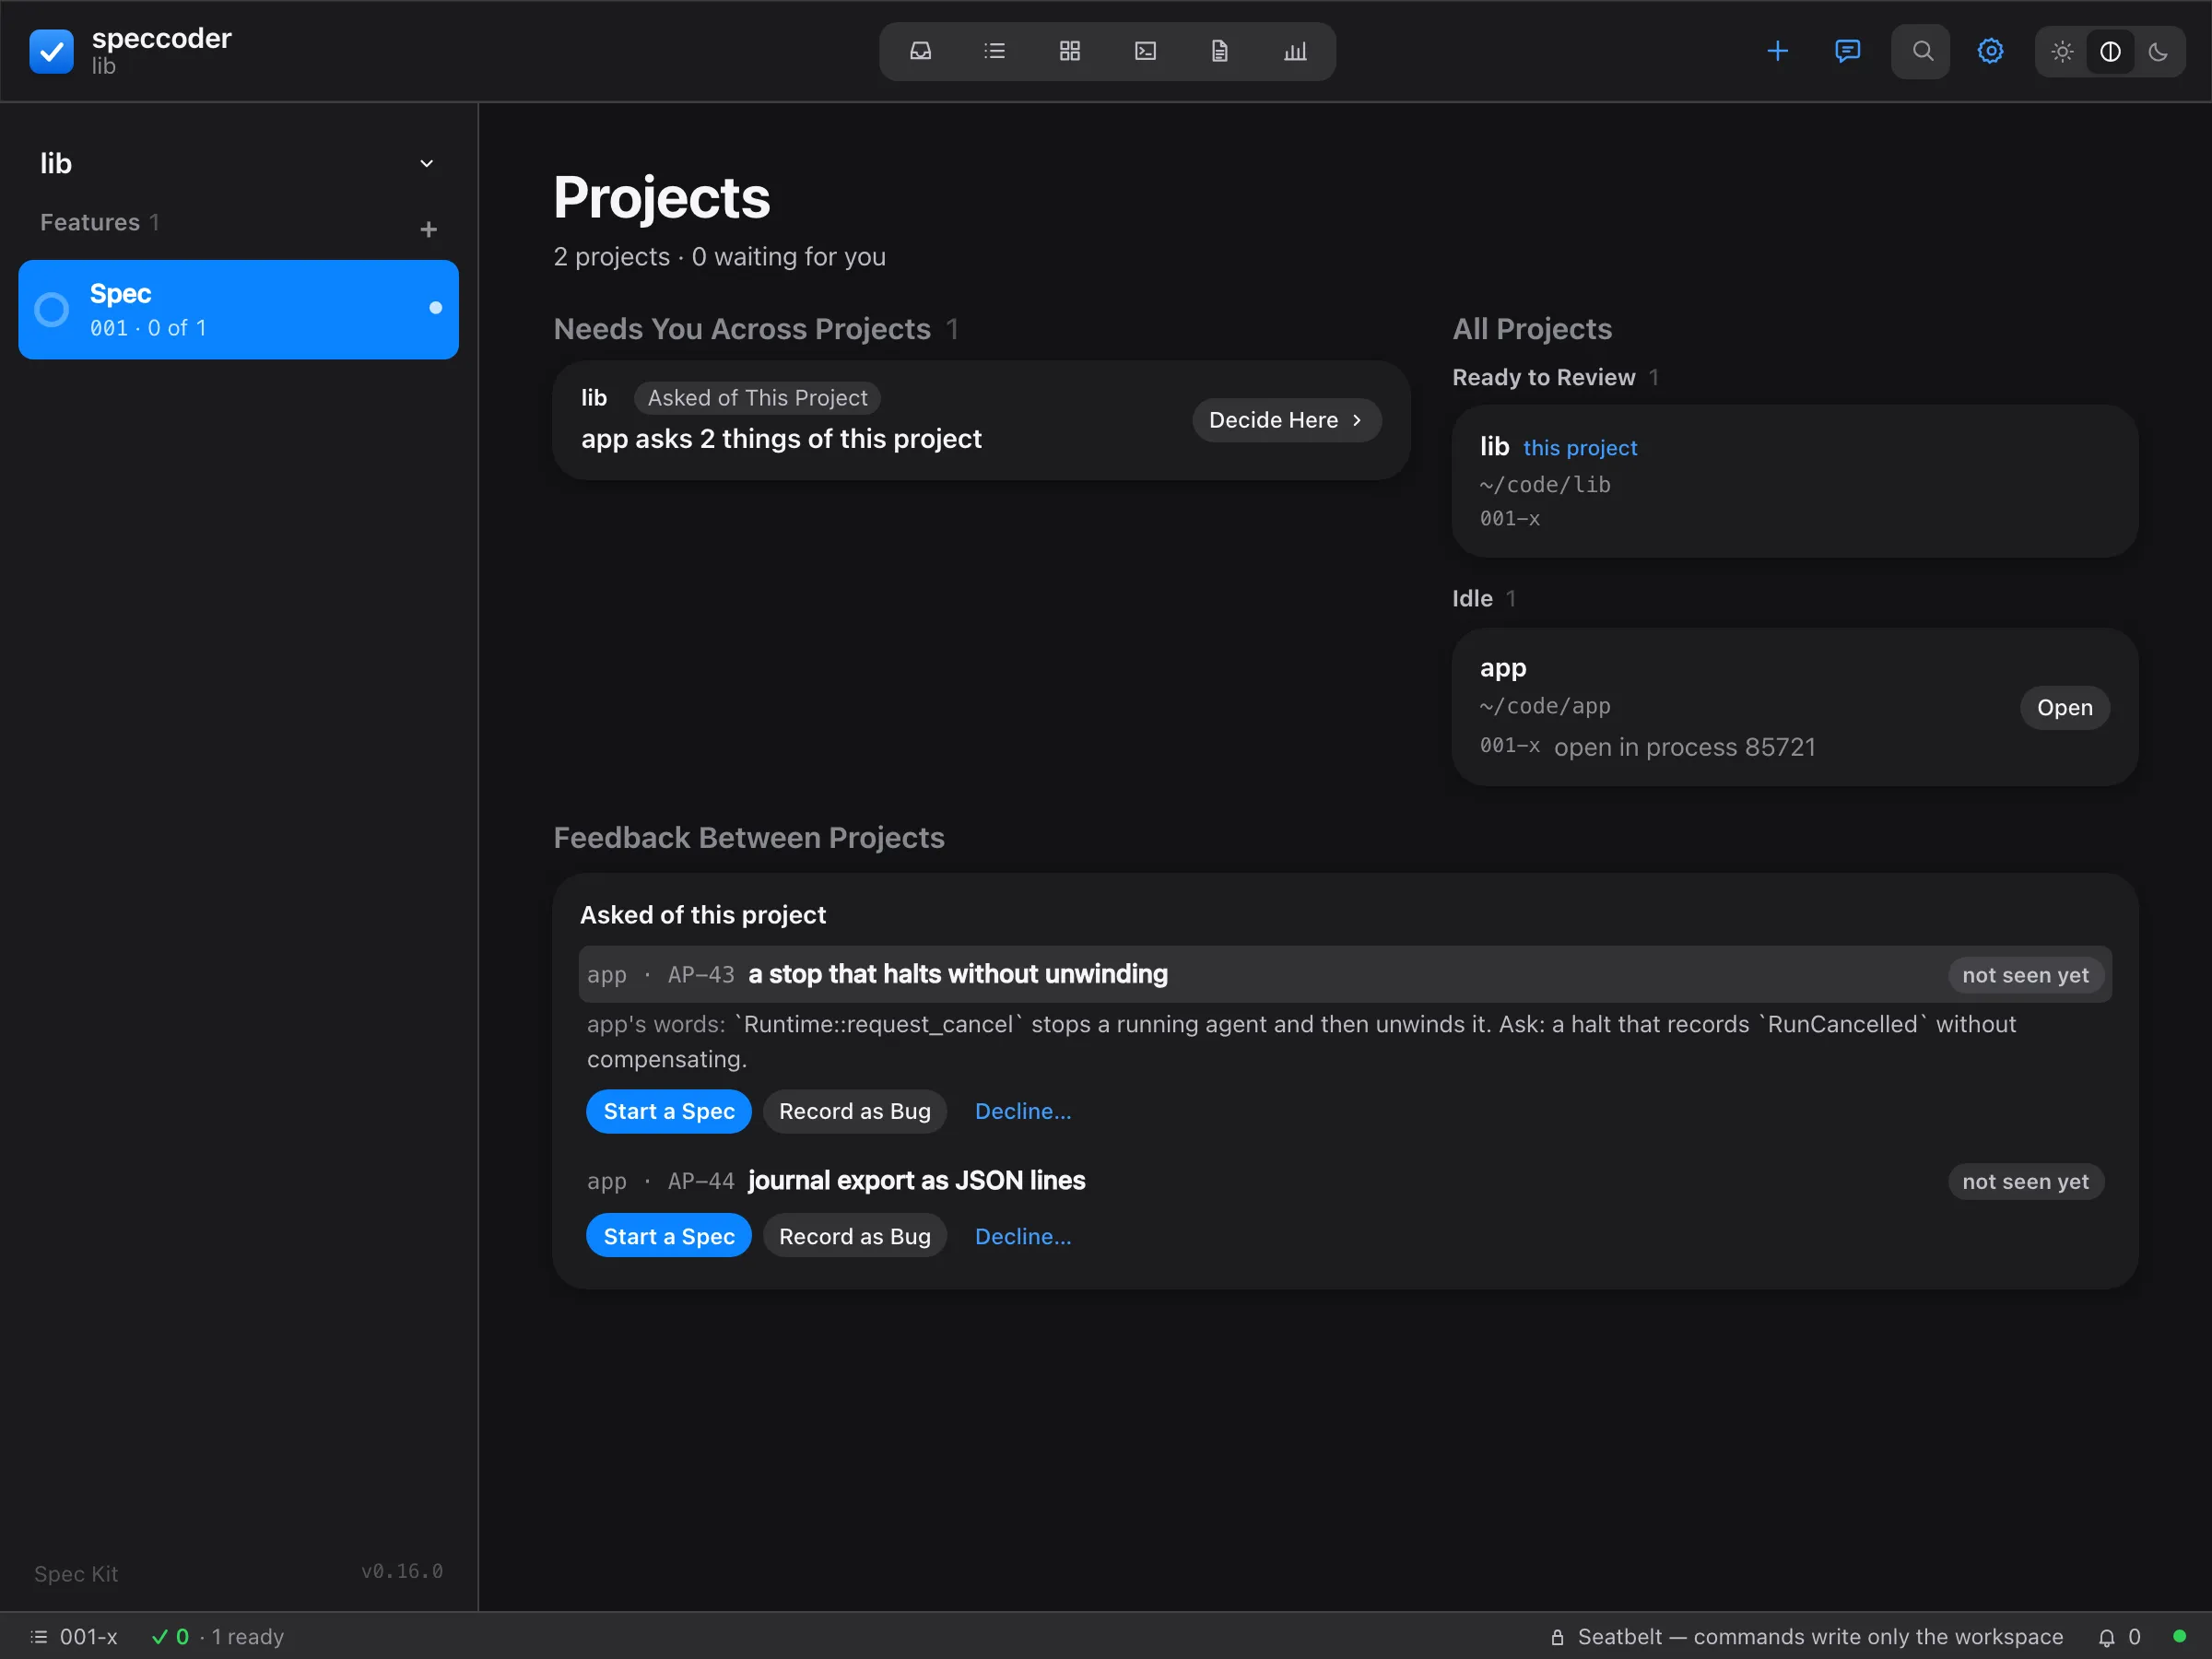 speccoder
lib
lib
Features 1
Spec
001 · 0 of 1
Projects
2 projects · 0 waiting for you
Needs You Across Projects 1
lib Asked of This Project
app asks 2 things of this project
Decide Here
All Projects
Ready to Review 1
lib this project
~/code/lib
001-x
Idle 1
app
~/code/app
001-x open in process 85721
Open
Feedback Between Projects
Asked of this project
app · AP-43 a stop that halts without unwinding not seen yet
app's words: `Runtime::request_cancel` stops a running agent and then unwinds it. Ask: a halt that records `RunCancelled` without
compensating.
Start a Spec Record as Bug Decline...
app · AP-44 journal export as JSON lines not seen yet
Start a Spec Record as Bug Decline...
Spec Kit v0.16.0
001-x 0 · 1 ready Seatbelt — commands write only the workspace 0